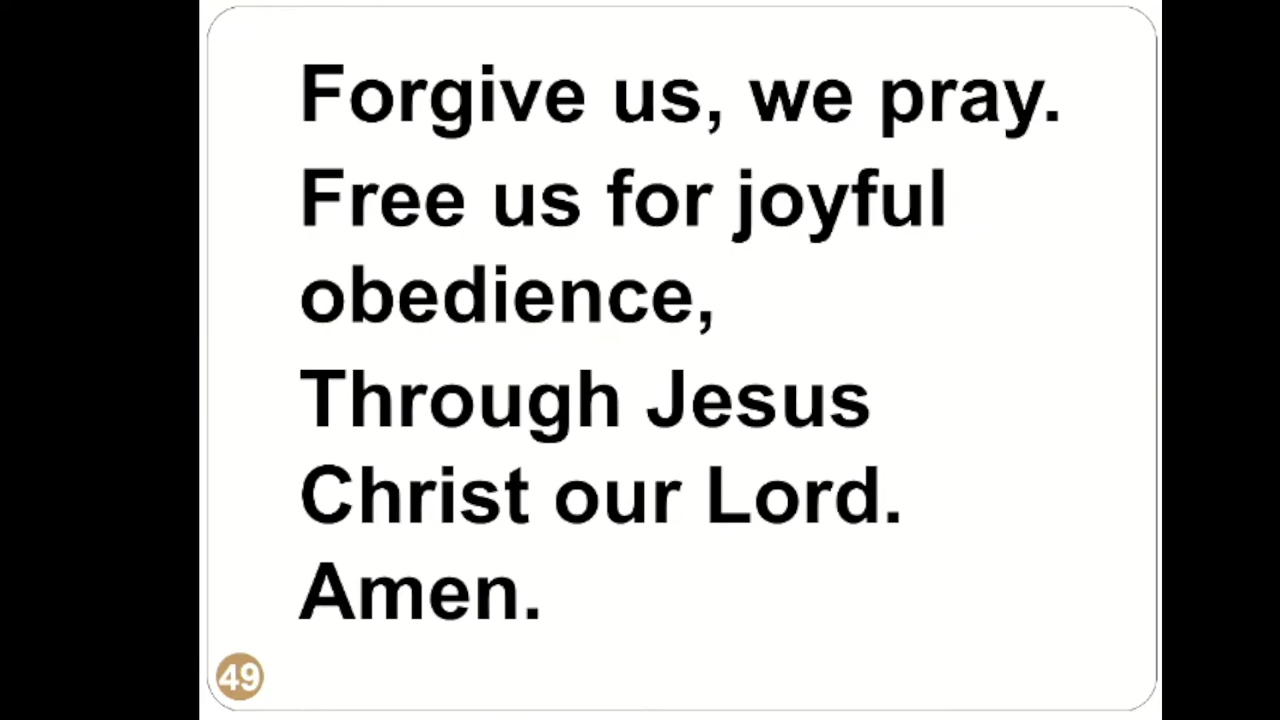 Forgive us, we pray.
Free us for joyful
obedience,
Through Jesus
Christ our Lord.
Amen.
49